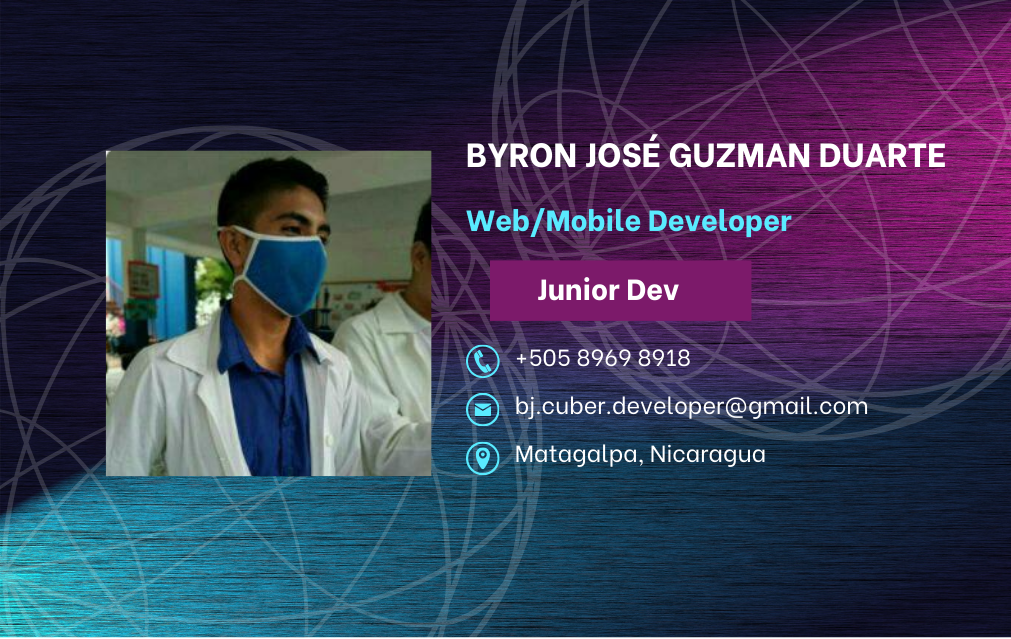 BYRON JOSÉ GUZMAN DUARTE
Web/Mobile Developer
Junior Dev
+505 8969 8918
bj.cuber.developer@gmail.com
Matagalpa, Nicaragua